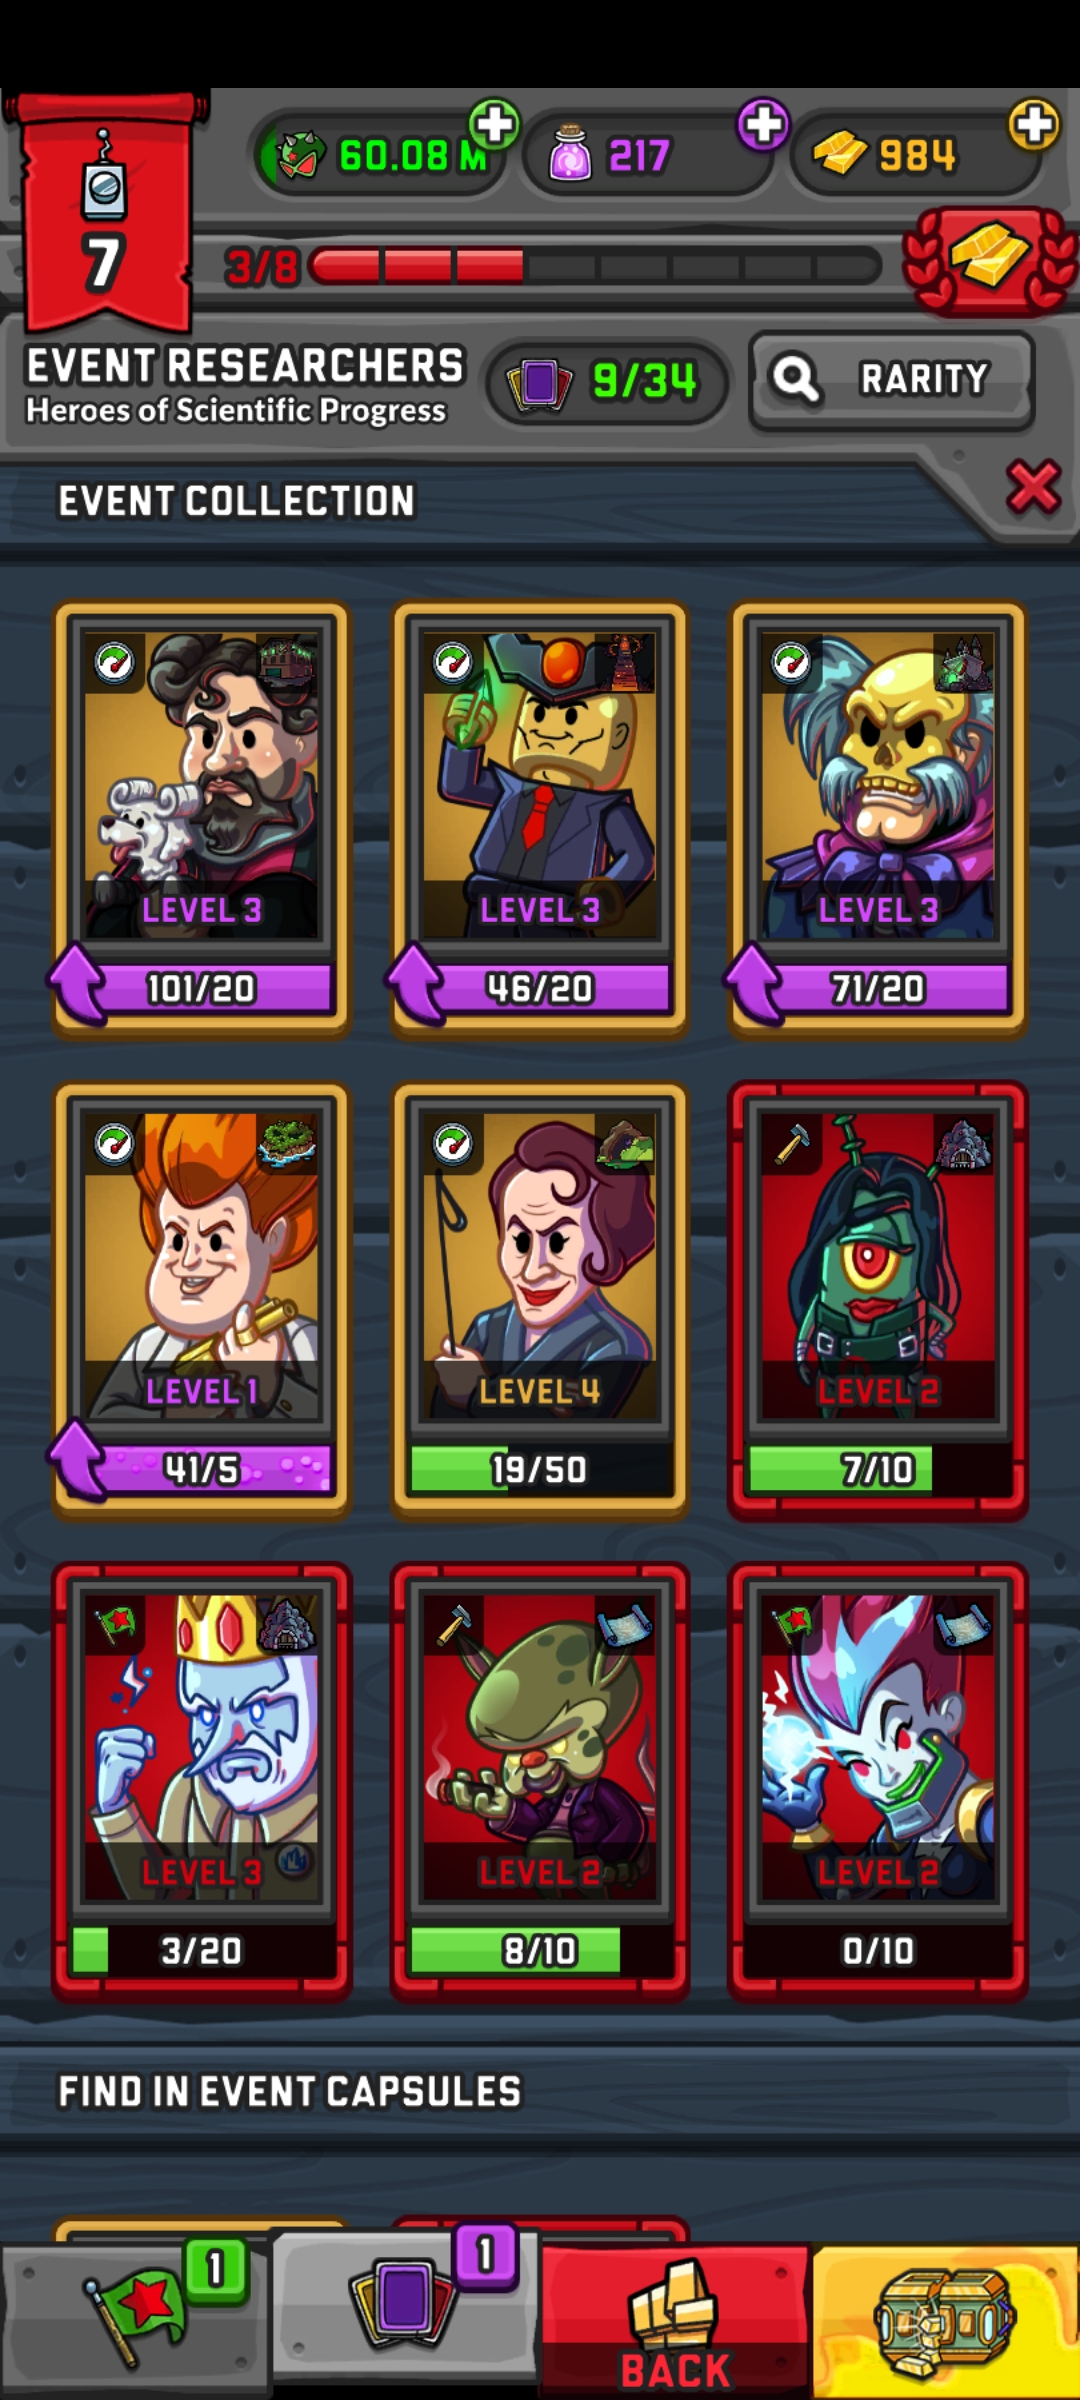 7
60.08 M
217
984
3/8
EVENT RESEARCHERS
Heroes of Scientific Progress
9/34
RARITY
EVENT COLLECTION
LEVEL 3
101/20
LEVEL 3
46/20
LEVEL 3
71/20
LEVEL 1
41/5
LEVEL 4
19/50
LEVEL 2
7/10
LEVEL 3
3/20
LEVEL 2
8/10
LEVEL 2
0/10
FIND IN EVENT CAPSULES
1
1
BACK